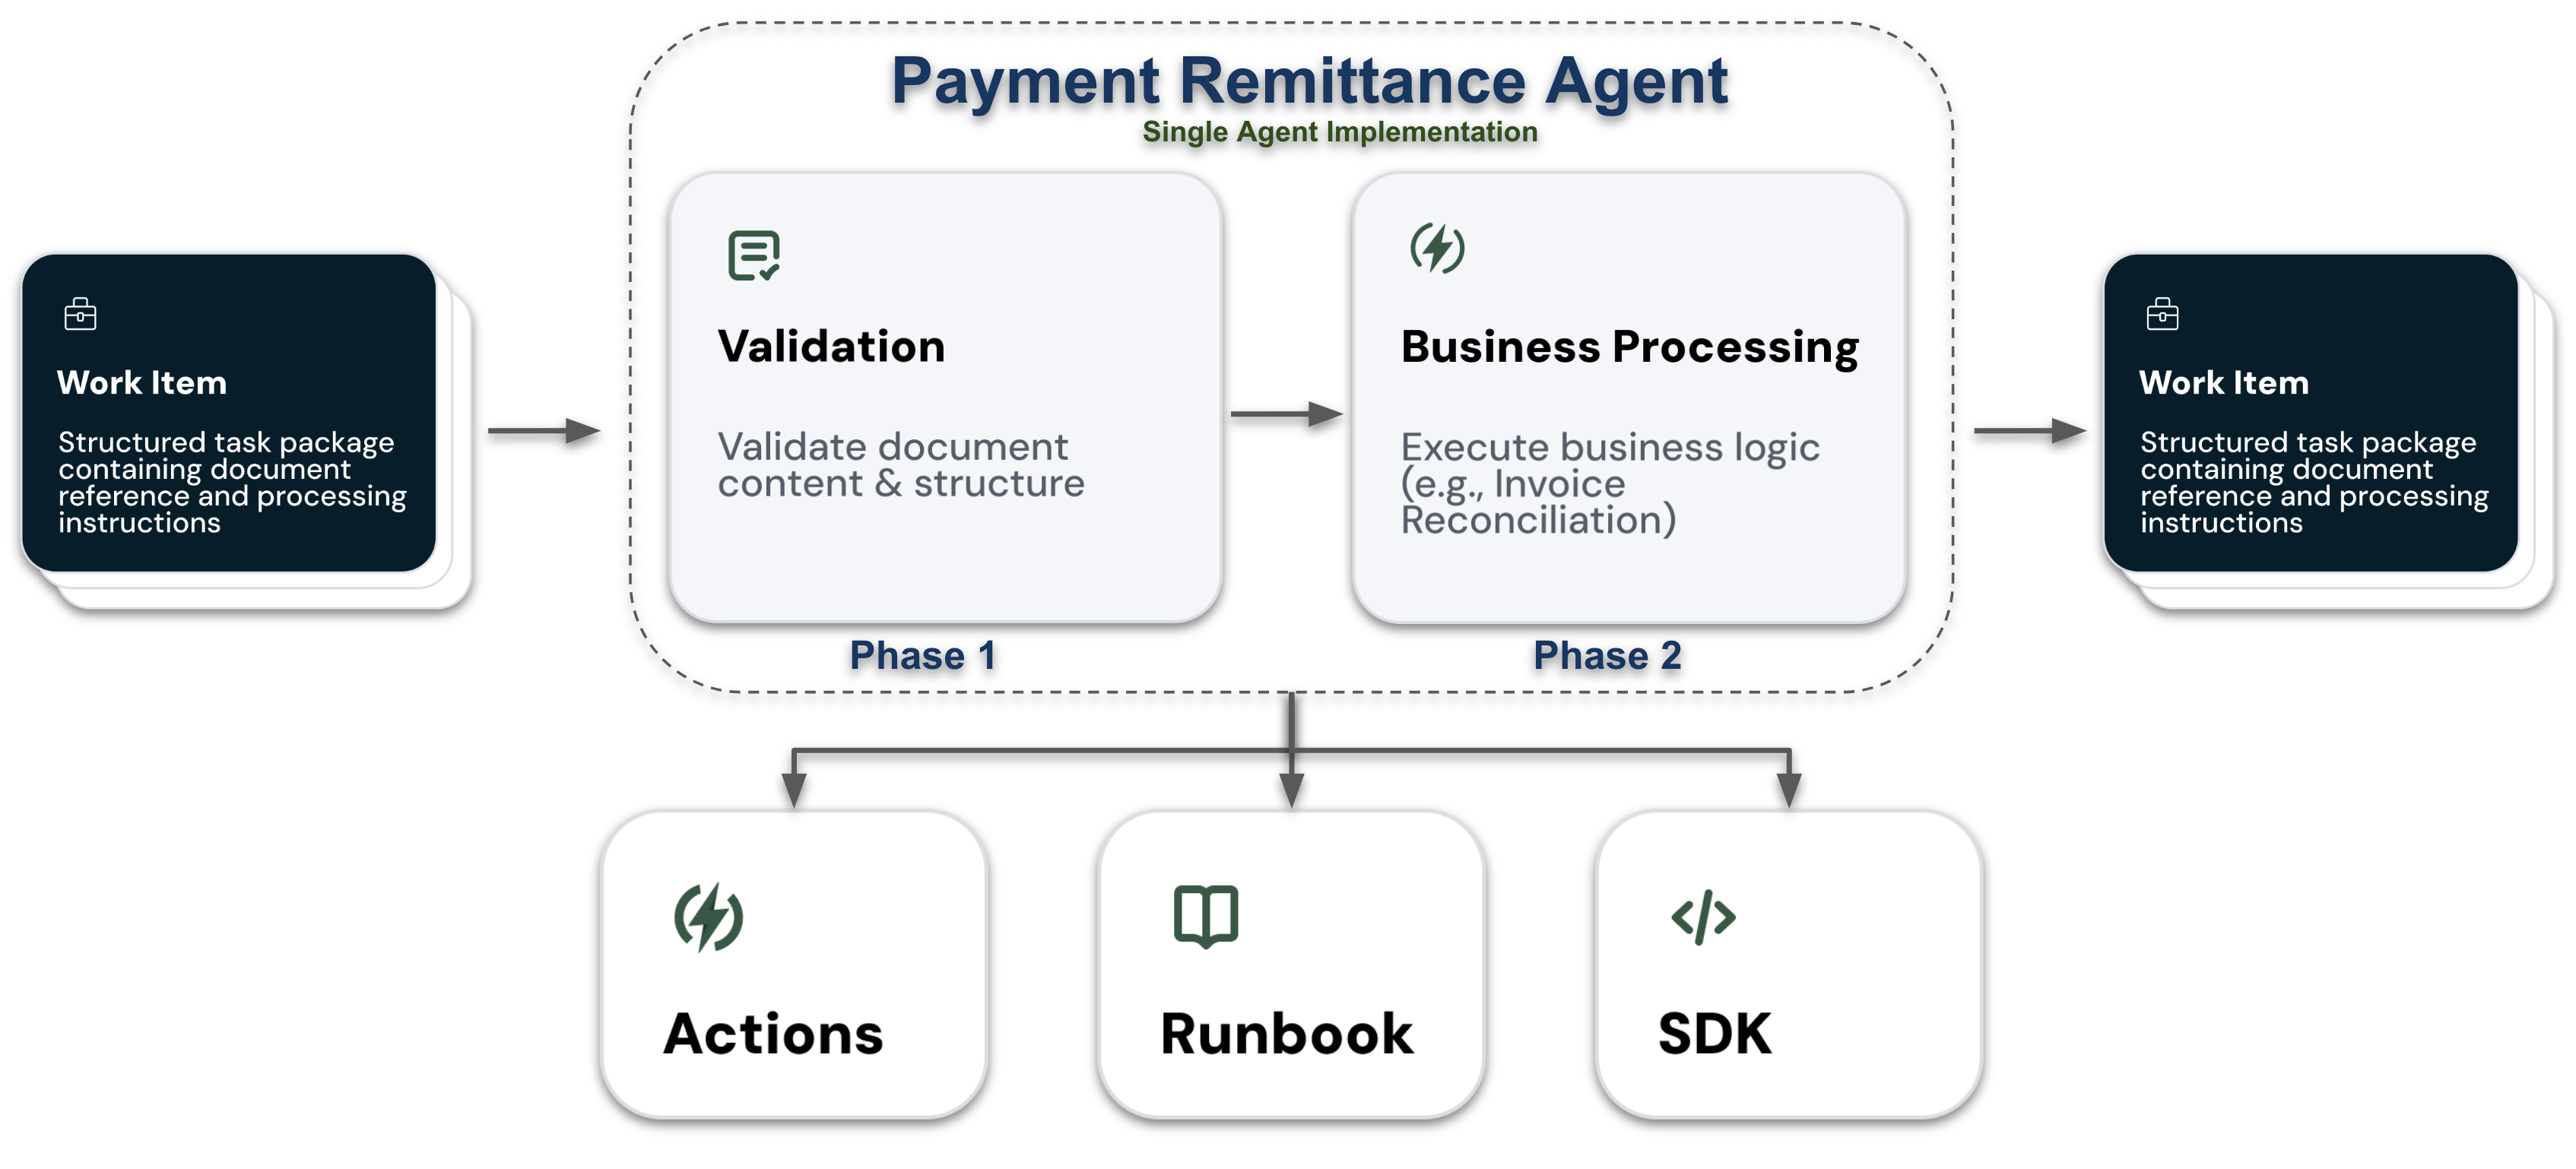 Payment Remittance Agent
Single Agent Implementation
Work Item
Structured task package
containing document
reference and processing
instructions
Validation
Validate document
content & structure
Phase 1
Business Processing
Execute business logic
(e.g., Invoice
Reconciliation)
Phase 2
Work Item
Structured task package
containing document
reference and processing
instructions
Actions
Runbook
SDK